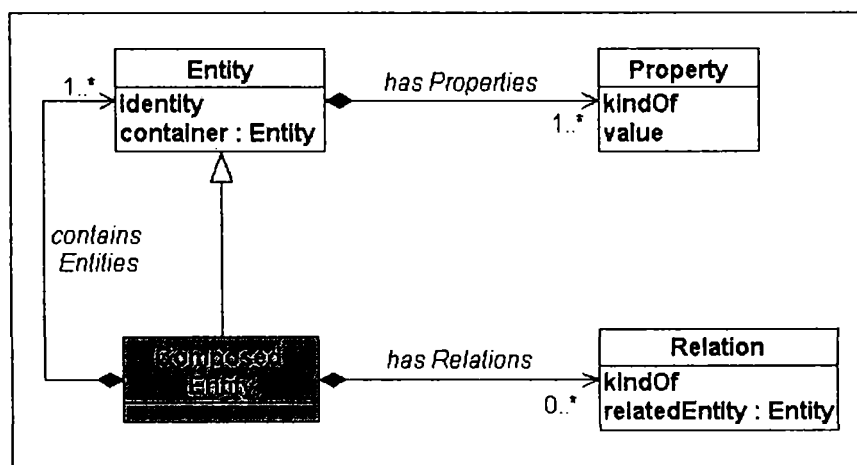 Entity
identity
container : Entity
1..*
has Properties
Property
kindOf
value
1..*
contains
Entities
Composed
Entity
has Relations
Relation
kindOf
relatedEntity : Entity
0..*